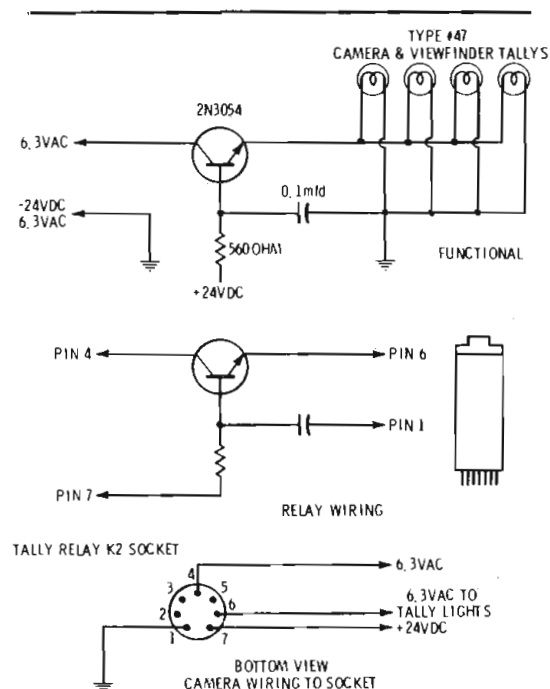 TYPE #47
CAMERA & VIEWFINDER TALLYS
2N3054
6.3VAC
0.1mfd
-24VDC
6.3VAC
560 OHM
FUNCTIONAL
+24VDC
PIN 4
PIN 6
PIN 1
PIN 7
RELAY WIRING
TALLY RELAY K2 SOCKET
4
6.3VAC
3
5
6.3VAC TO
2
6
TALLY LIGHTS
1
7
+24VDC
BOTTOM VIEW
CAMERA WIRING TO SOCKET